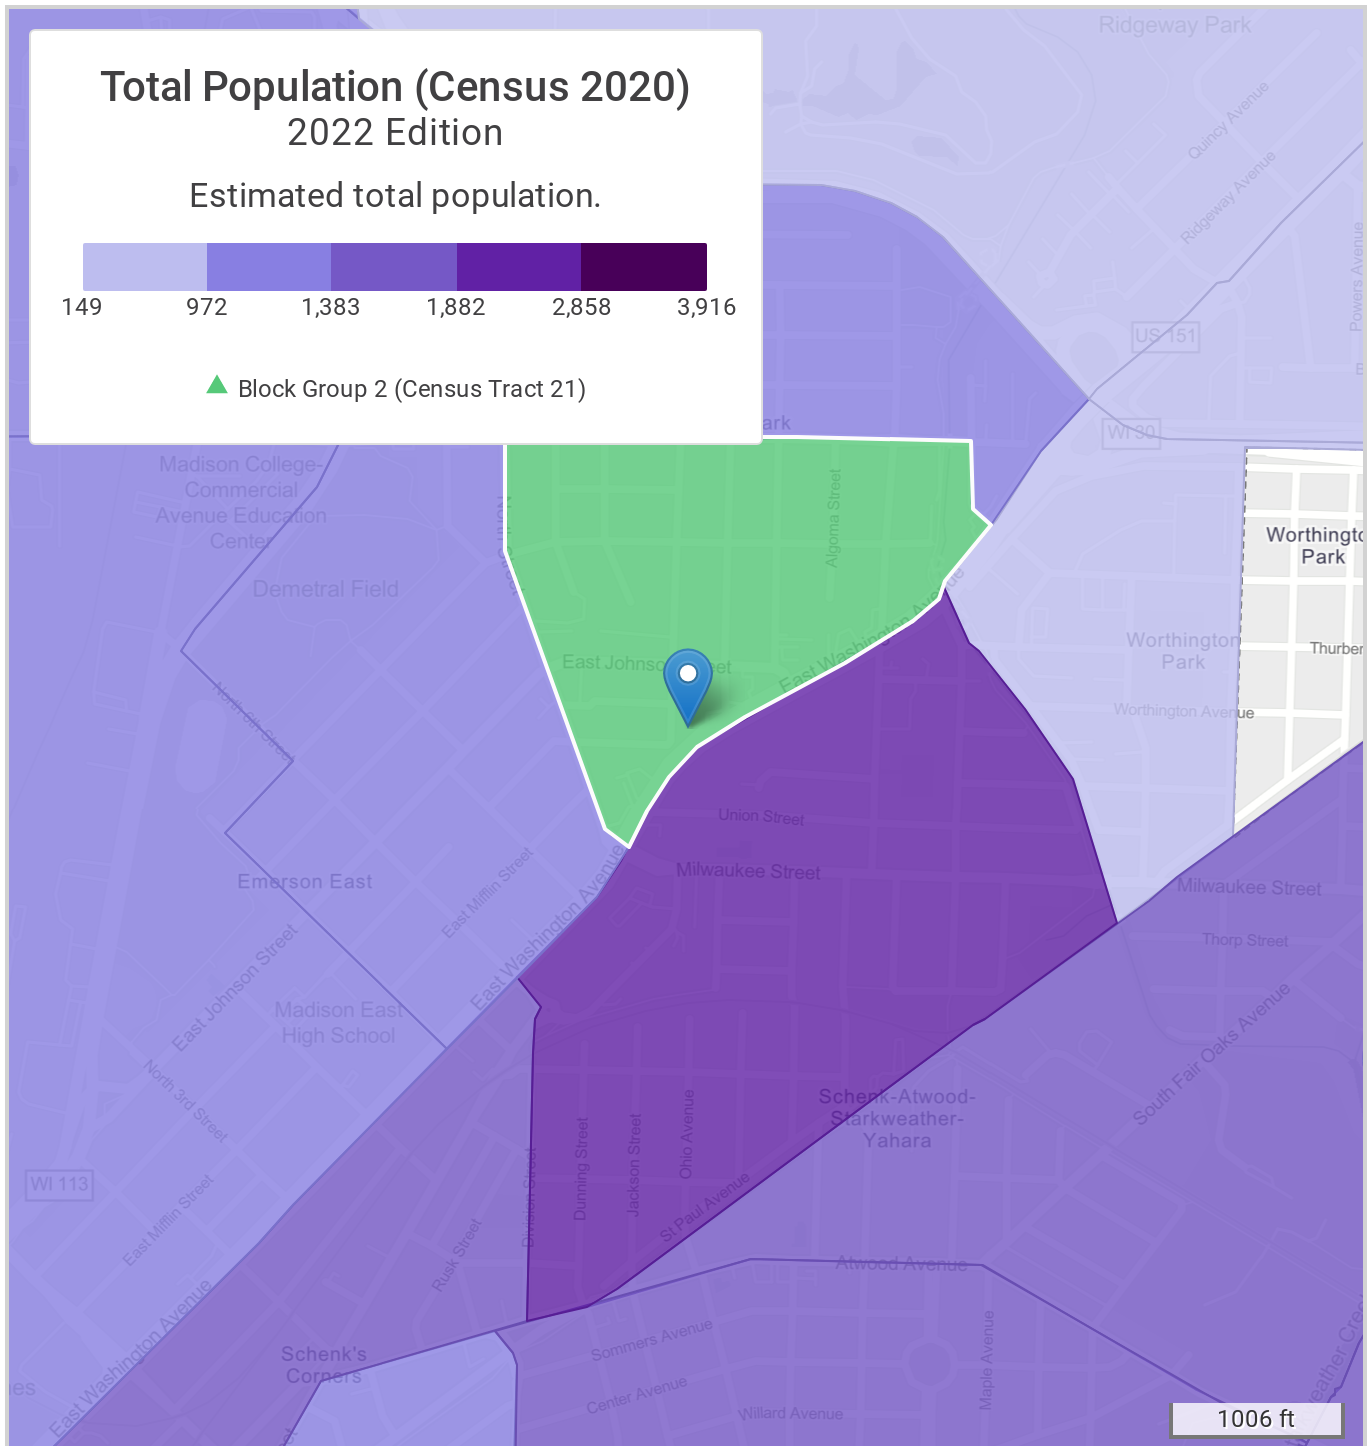 Total Population (Census 2020)
2022 Edition
Estimated total population.
149 972 1,383 1,882 2,858 3,916
Block Group 2 (Census Tract 21)
Ridgeway Park
Quincy Avenue
Ridgeway Avenue
Powers Avenue
US 151
WI 30
ark
Madison College-
Commercial
Avenue Education
Center
Demetral Field
Algoma Street
Worthingto
Park
Thurber
Worthington
Park
Worthington Avenue
East Washington Avenue
North 6th Street
Union Street
Milwaukee Street
Emerson East
East Mifflin Street
East Washington Avenue
Milwaukee Street
Thorp Street
East Johnson Street
Madison East
High School
South Fair Oaks Avenue
North 3rd Street
Schenk-Atwood-
Starkweather-
Yahara
Division Street
Dunning Street
Jackson Street
Ohio Avenue
St Paul Avenue
WI 113
East Mifflin Street
Rusk Street
Atwood Avenue
East Washington Avenue
Schenk's
Corners
Sommers Avenue
Center Avenue
Willard Avenue
Maple Avenue
1006 ft